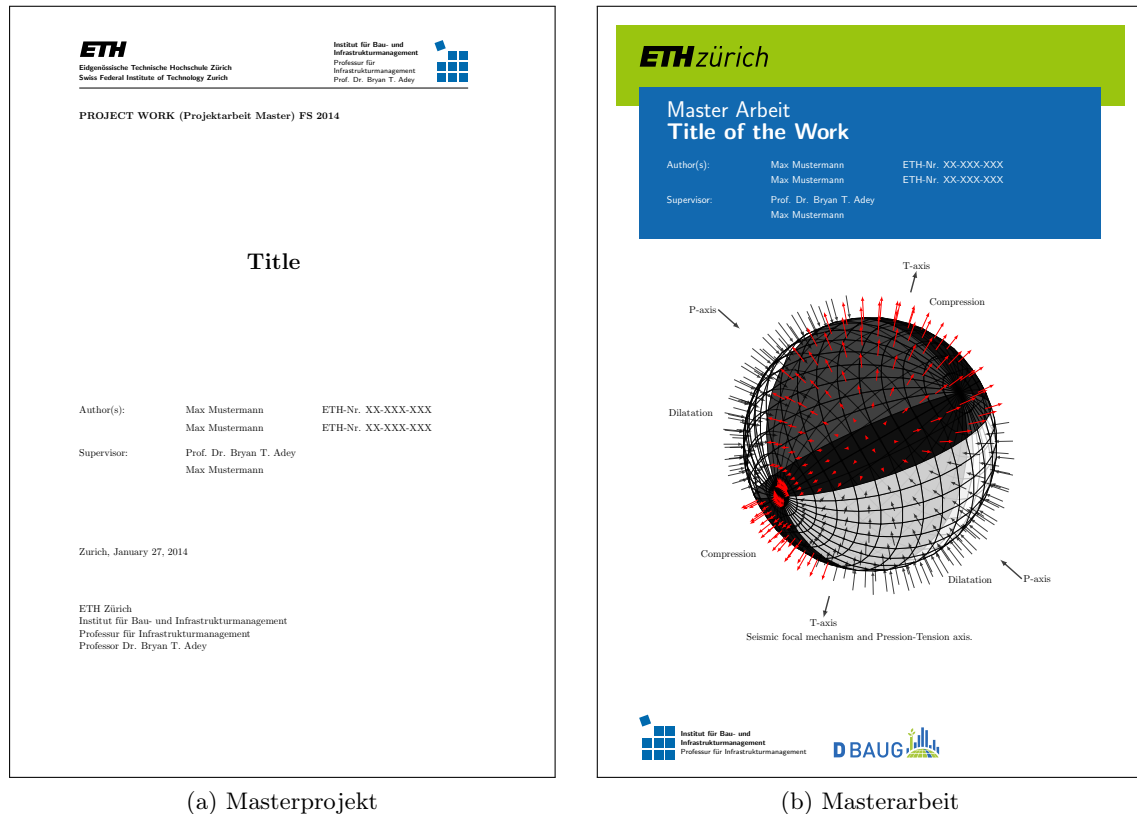 ETH
Eidgenössische Technische Hochschule Zürich
Swiss Federal Institute of Technology Zurich
Institut für Bau- und
Infrastrukturmanagement
Professur für
Infrastrukturmanagement
Prof. Dr. Bryan T. Adey
PROJECT WORK (Projektarbeit Master) FS 2014
Title
Author(s): Max Mustermann ETH-Nr. XX-XXX-XXX
Max Mustermann ETH-Nr. XX-XXX-XXX
Supervisor: Prof. Dr. Bryan T. Adey
Max Mustermann
Zurich, January 27, 2014
ETH Zürich
Institut für Bau- und Infrastrukturmanagement
Professur für Infrastrukturmanagement
Professor Dr. Bryan T. Adey
(a) Masterprojekt
ETH zürich
Master Arbeit
Title of the Work
Author(s): Max Mustermann ETH-Nr. XX-XXX-XXX
Max Mustermann ETH-Nr. XX-XXX-XXX
Supervisor: Prof. Dr. Bryan T. Adey
Max Mustermann
T-axis
Compression
P-axis
Dilatation
Compression
Dilatation
P-axis
T-axis
Seismic focal mechanism and Pression-Tension axis.
Institut für Bau- und
Infrastrukturmanagement
Professur für Infrastrukturmanagement
D BAUG
(b) Masterarbeit